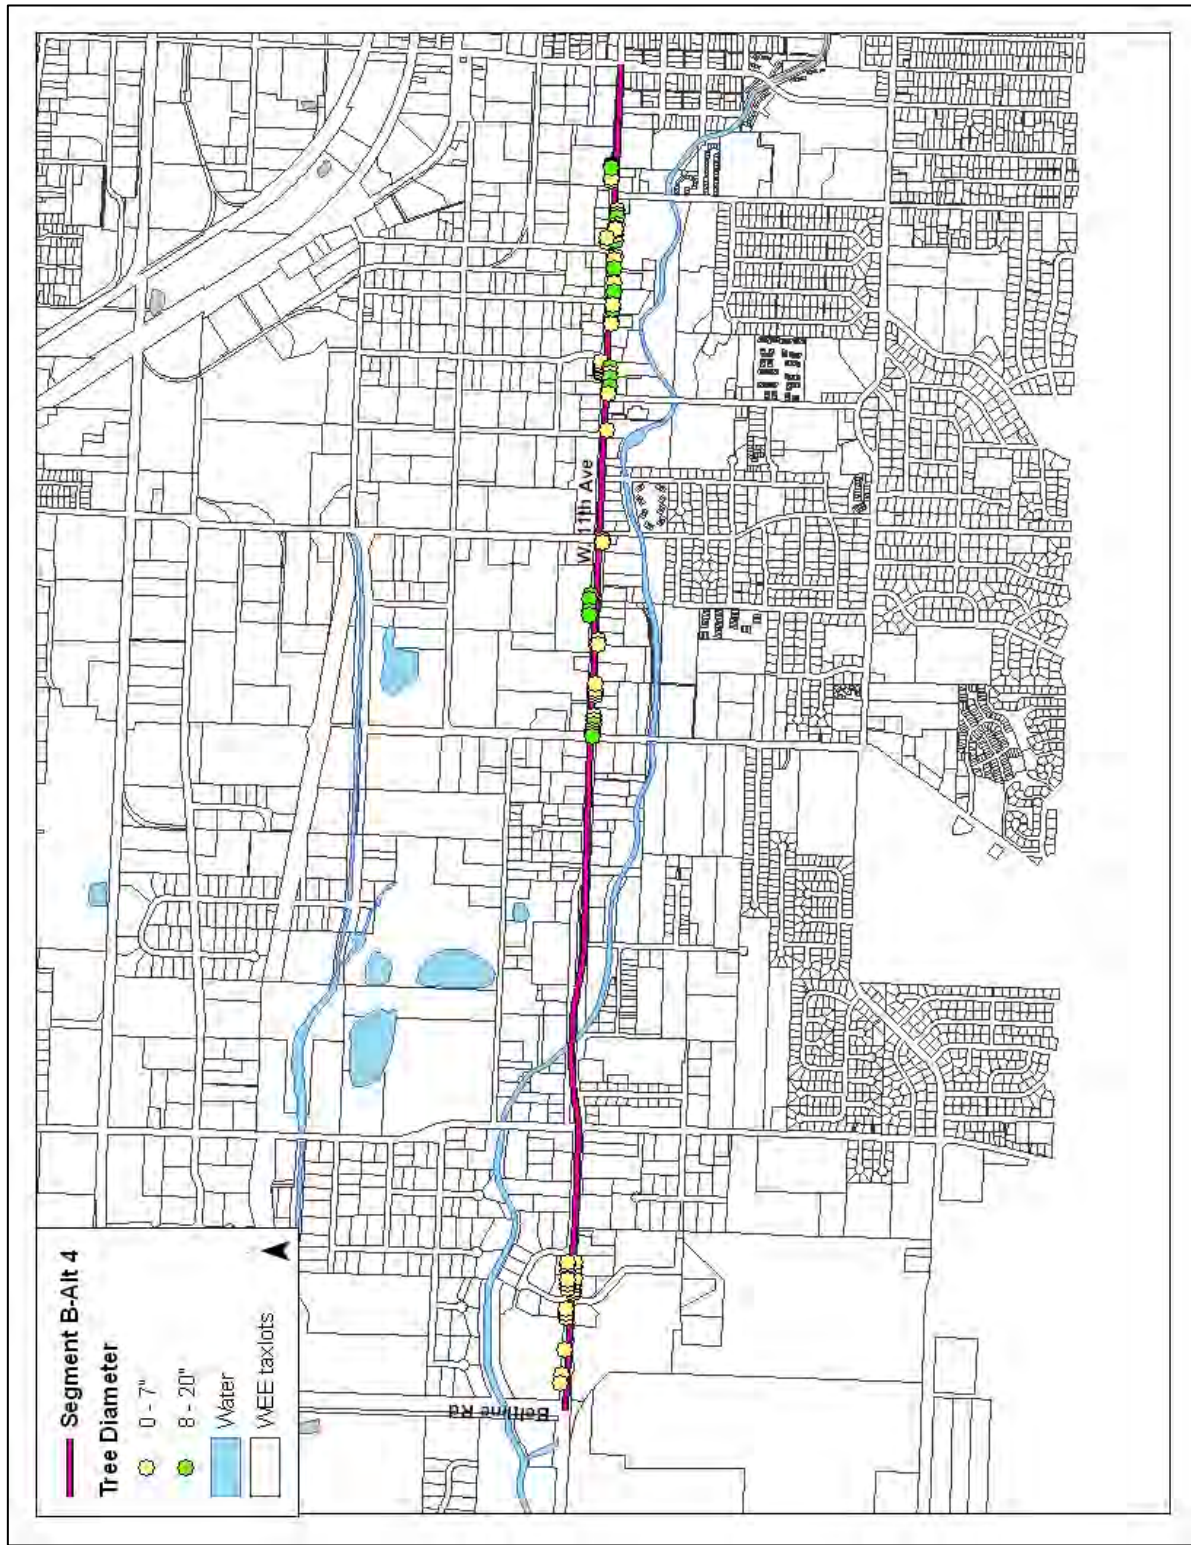 Segment B-Alt 4
Tree Diameter
0 - 7"
8 - 20"
Water
WEE taxlots
W. 11th Ave
Beltline Rd